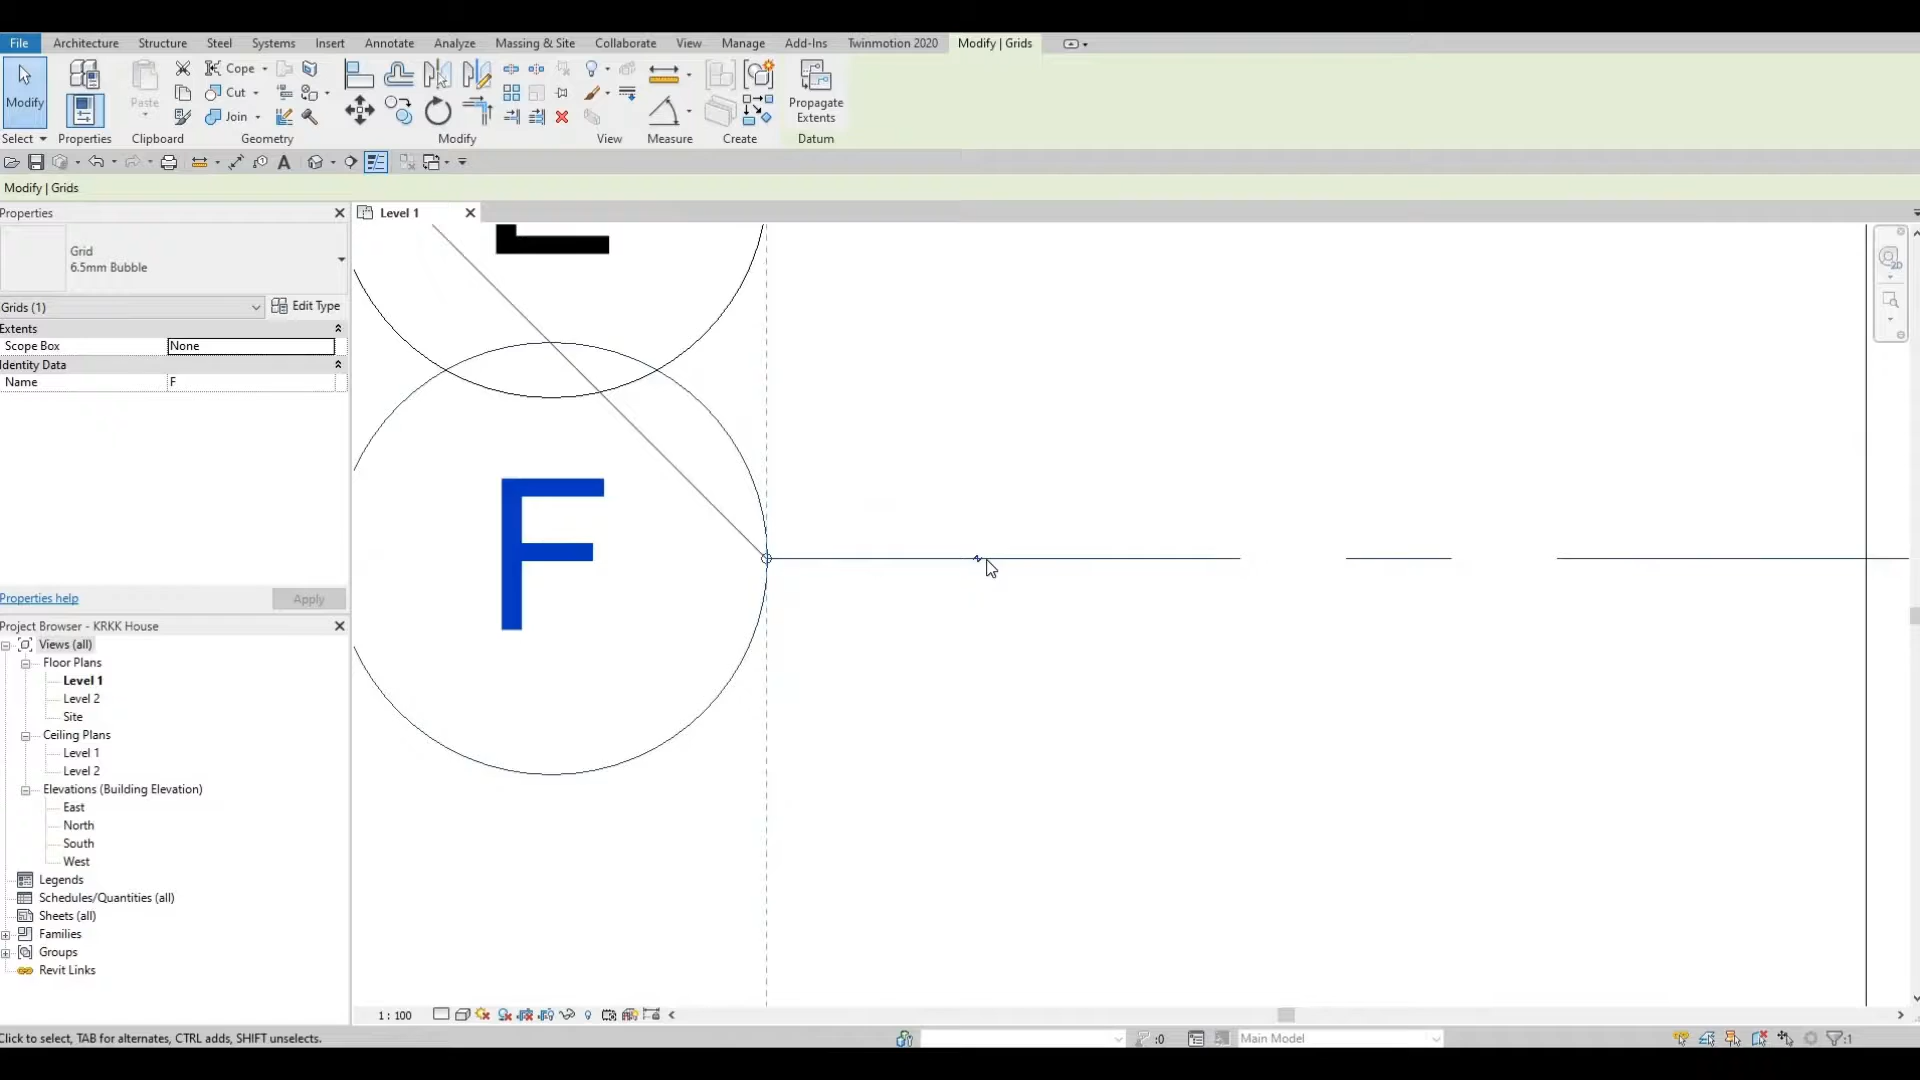 File Architecture Structure Steel Systems Insert Annotate Analyze Massing & Site Collaborate View Manage Add-Ins Twinmotion 2020 Modify | Grids
Modify
Paste
Cope
Cut
Join
Propagate
Extents
Select Properties Clipboard Geometry Modify View Measure Create Datum
A
Modify | Grids
Properties
Level 1
2D
Grid
6.5mm Bubble
Grids (1)
Edit Type
Extents
Scope Box None
Identity Data
Name F
F
Properties help
Apply
Project Browser - KRKK House
Views (all)
Floor Plans
Level 1
Level 2
Site
Ceiling Plans
Level 1
Level 2
Elevations (Building Elevation)
East
North
South
West
Legends
Schedules/Quantities (all)
Sheets (all)
Families
Groups
Revit Links
1 : 100
Click to select, TAB for alternates, CTRL adds, SHIFT unselects.
:0
Main Model
:1